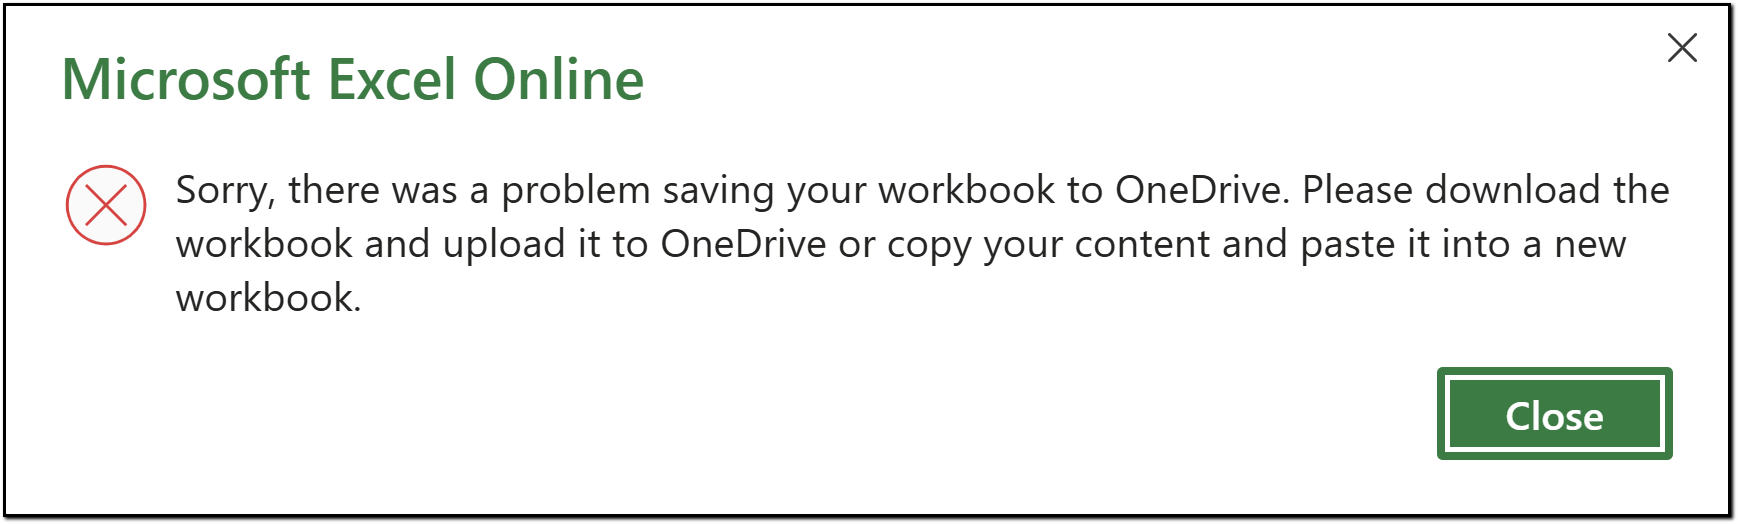 Microsoft Excel Online
Sorry, there was a problem saving your workbook to OneDrive. Please download the
workbook and upload it to OneDrive or copy your content and paste it into a new
workbook.
Close